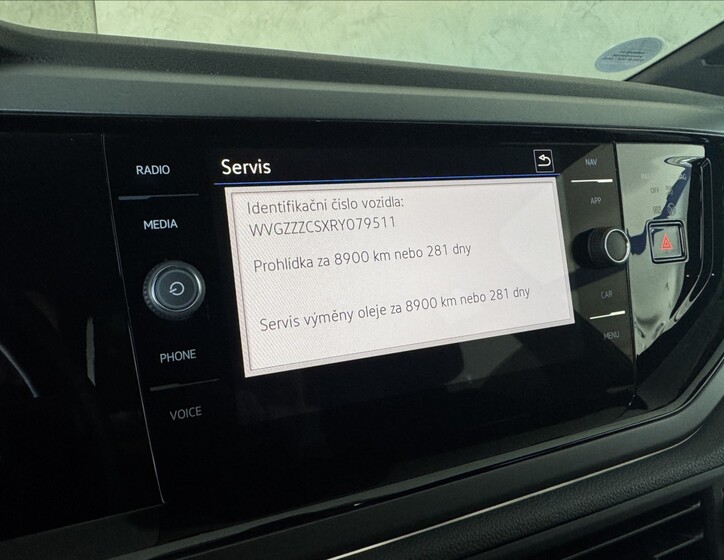 RADIO
MEDIA
PHONE
VOICE
Servis
Identifikační číslo vozidla:
WVGZZZCSXRY079511
Prohlídka za 8900 km nebo 281 dny
Servis výměny oleje za 8900 km nebo 281 dny
NAV
APP
CAR
MENU
OFF